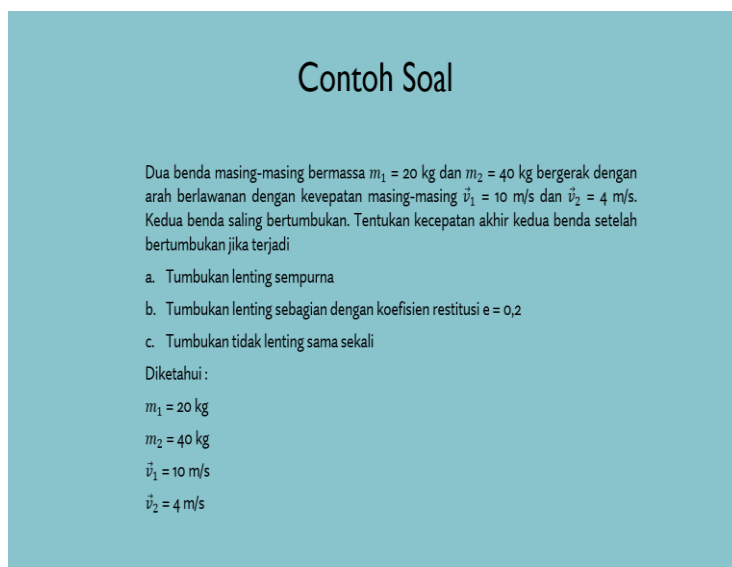 Contoh Soal
Dua benda masing-masing bermassa m₁ = 20 kg dan m₂ = 40 kg bergerak dengan
arah berlawanan dengan kevepatan masing-masing v⃗₁ = 10 m/s dan v⃗₂ = 4 m/s.
Kedua benda saling bertumbukan. Tentukan kecepatan akhir kedua benda setelah
bertumbukan jika terjadi
a. Tumbukan lenting sempurna
b. Tumbukan lenting sebagian dengan koefisien restitusi e = 0,2
c. Tumbukan tidak lenting sama sekali
Diketahui :
m₁ = 20 kg
m₂ = 40 kg
v⃗₁ = 10 m/s
v⃗₂ = 4 m/s